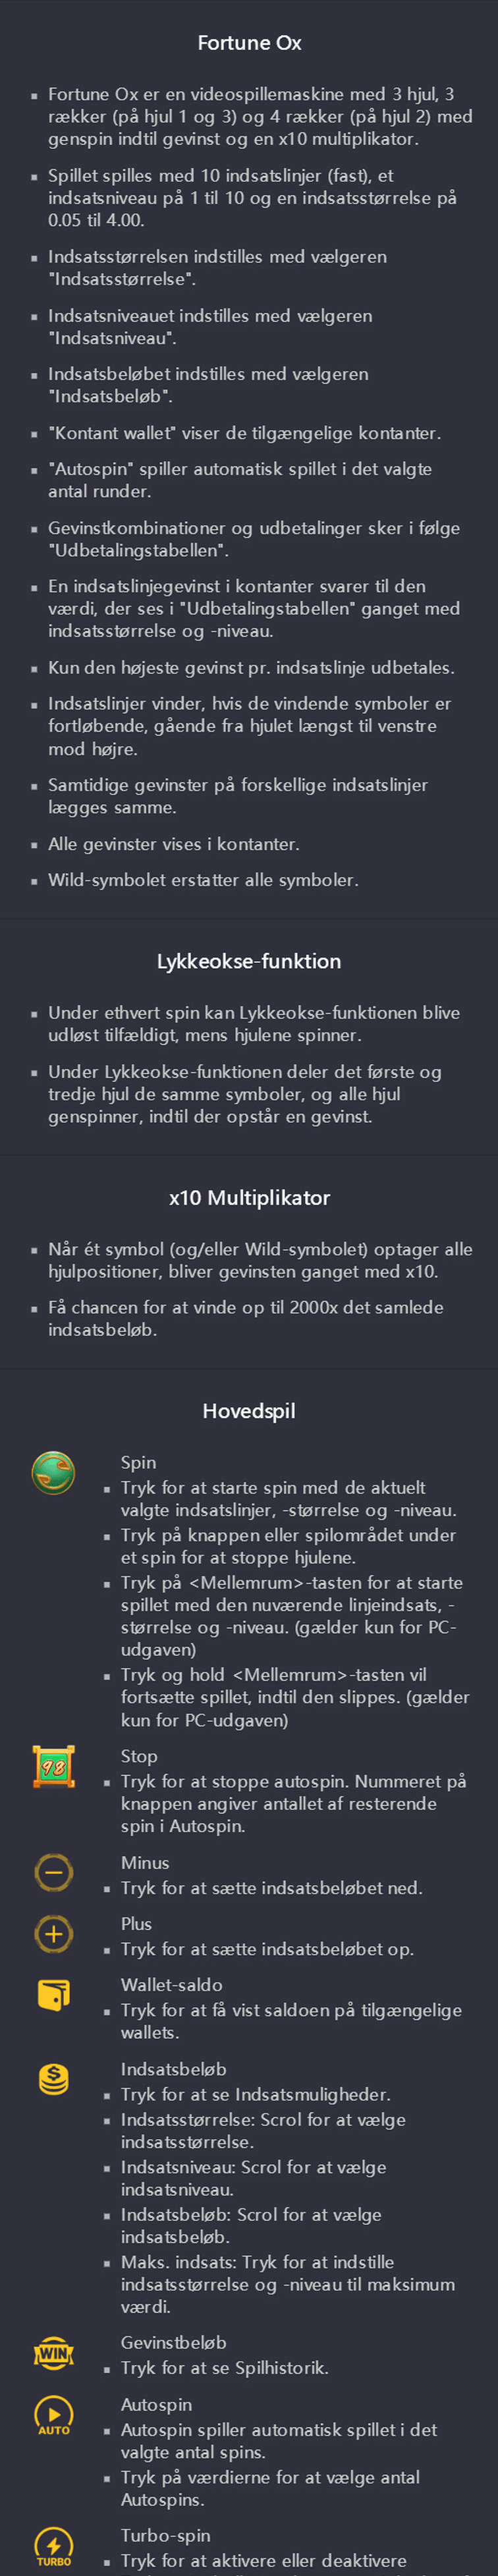 Fortune Ox
Fortune Ox er en videospillemaskine med 3 hjul, 3
rækker (på hjul 1 og 3) og 4 rækker (på hjul 2) med
genspin indtil gevinst og en x10 multiplikator.
Spillet spilles med 10 indsatslinjer (fast), et
indsatsniveau på 1 til 10 og en indsatsstørrelse på
0.05 til 4.00.
Indsatsstørrelsen indstilles med vælgeren
"Indsatsstørrelse".
Indsatsniveauet indstilles med vælgeren
"Indsatsniveau".
Indsatsbeløbet indstilles med vælgeren
"Indsatsbeløb".
"Kontant wallet" viser de tilgængelige kontanter.
"Autospin" spiller automatisk spillet i det valgte
antal runder.
Gevinstkombinationer og udbetalinger sker i følge
"Udbetalingstabellen".
En indsatslinjegevinst i kontanter svarer til den
værdi, der ses i "Udbetalingstabellen" ganget med
indsatsstørrelse og -niveau.
Kun den højeste gevinst pr. indsatslinje udbetales.
Indsatslinjer vinder, hvis de vindende symboler er
fortløbende, gående fra hjulet længst til venstre
mod højre.
Samtidige gevinster på forskellige indsatslinjer
lægges samme.
Alle gevinster vises i kontanter.
Wild-symbolet erstatter alle symboler.
Lykkeokse-funktion
Under ethvert spin kan Lykkeokse-funktionen blive
udløst tilfældigt, mens hjulene spinner.
Under Lykkeokse-funktionen deler det første og
tredje hjul de samme symboler, og alle hjul
genspinner, indtil der opstår en gevinst.
x10 Multiplikator
Når ét symbol (og/eller Wild-symbolet) optager alle
hjulpositioner, bliver gevinsten ganget med x10.
Få chancen for at vinde op til 2000x det samlede
indsatsbeløb.
Hovedspil
Spin
Tryk for at starte spin med de aktuelt
valgte indsatslinjer, -størrelse og -niveau.
Tryk på knappen eller spilområdet under
et spin for at stoppe hjulene.
Tryk på <Mellemrum>-tasten for at starte
spillet med den nuværende linjeindsats, -
størrelse og -niveau. (gælder kun for PC-
udgaven)
Tryk og hold <Mellemrum>-tasten vil
fortsætte spillet, indtil den slippes. (gælder
kun for PC-udgaven)
98
Stop
Tryk for at stoppe autospin. Nummeret på
knappen angiver antallet af resterende
spin i Autospin.
Minus
Tryk for at sætte indsatsbeløbet ned.
Plus
Tryk for at sætte indsatsbeløbet op.
Wallet-saldo
Tryk for at få vist saldoen på tilgængelige
wallets.
Indsatsbeløb
Tryk for at se Indsatsmuligheder.
Indsatsstørrelse: Scrol for at vælge
indsatsstørrelse.
Indsatsniveau: Scrol for at vælge
indsatsniveau.
Indsatsbeløb: Scrol for at vælge
indsatsbeløb.
Maks. indsats: Tryk for at indstille
indsatsstørrelse og -niveau til maksimum
værdi.
WIN
Gevinstbeløb
Tryk for at se Spilhistorik.
AUTO
Autospin
Autospin spiller automatisk spillet i det
valgte antal spins.
Tryk på værdierne for at vælge antal
Autospins.
TURBO
Turbo-spin
Tryk for at aktivere eller deaktivere